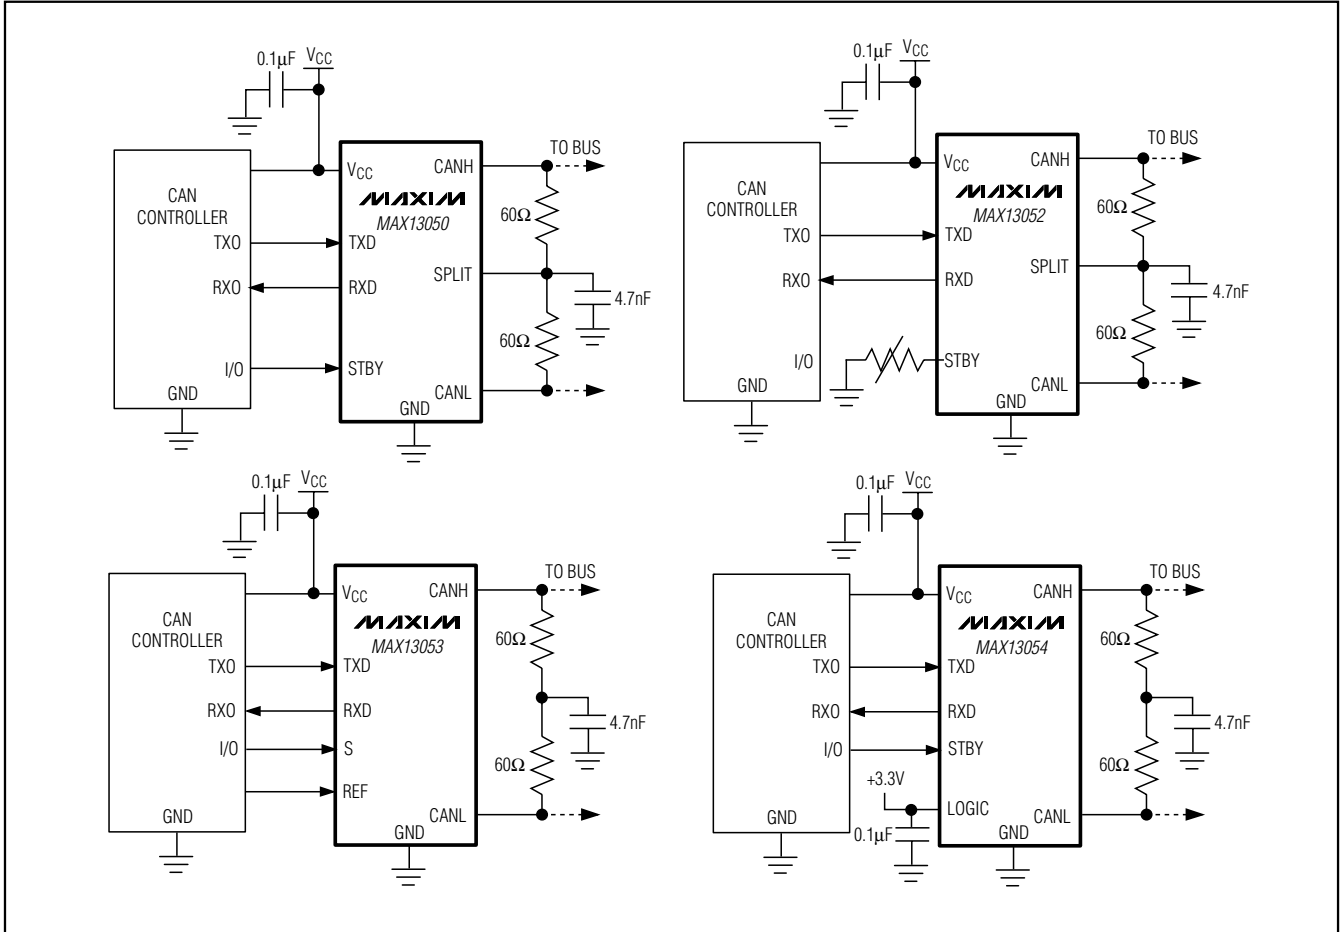 0.1µF VCC
CAN
CONTROLLER
TXO
RXO
I/O
GND
VCC
MAXIM
MAX13050
TXD
RXD
STBY
GND
CANH
SPLIT
CANL
TO BUS
60Ω
60Ω
4.7nF
0.1µF VCC
CAN
CONTROLLER
TXO
RXO
I/O
GND
VCC
MAXIM
MAX13052
TXD
RXD
STBY
GND
CANH
SPLIT
CANL
TO BUS
60Ω
60Ω
4.7nF
0.1µF VCC
CAN
CONTROLLER
TXO
RXO
I/O
GND
VCC
MAXIM
MAX13053
TXD
RXD
S
REF
GND
CANH
CANL
TO BUS
60Ω
60Ω
4.7nF
0.1µF VCC
CAN
CONTROLLER
TXO
RXO
I/O
GND
+3.3V
0.1µF
VCC
MAXIM
MAX13054
TXD
RXD
STBY
LOGIC
GND
CANH
CANL
TO BUS
60Ω
60Ω
4.7nF